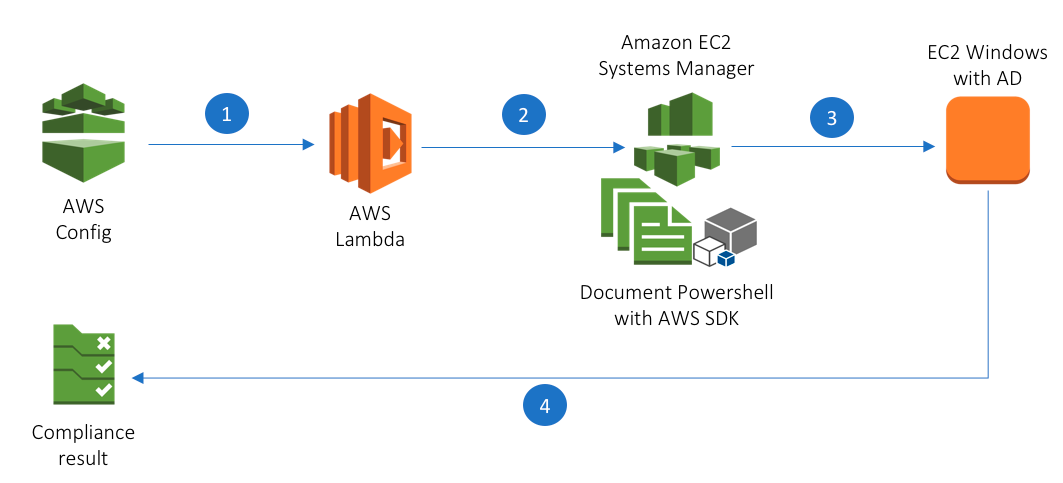 Amazon EC2
Systems Manager
EC2 Windows
with AD
1
2
3
AWS
Config
AWS
Lambda
Document Powershell
with AWS SDK
4
Compliance
result